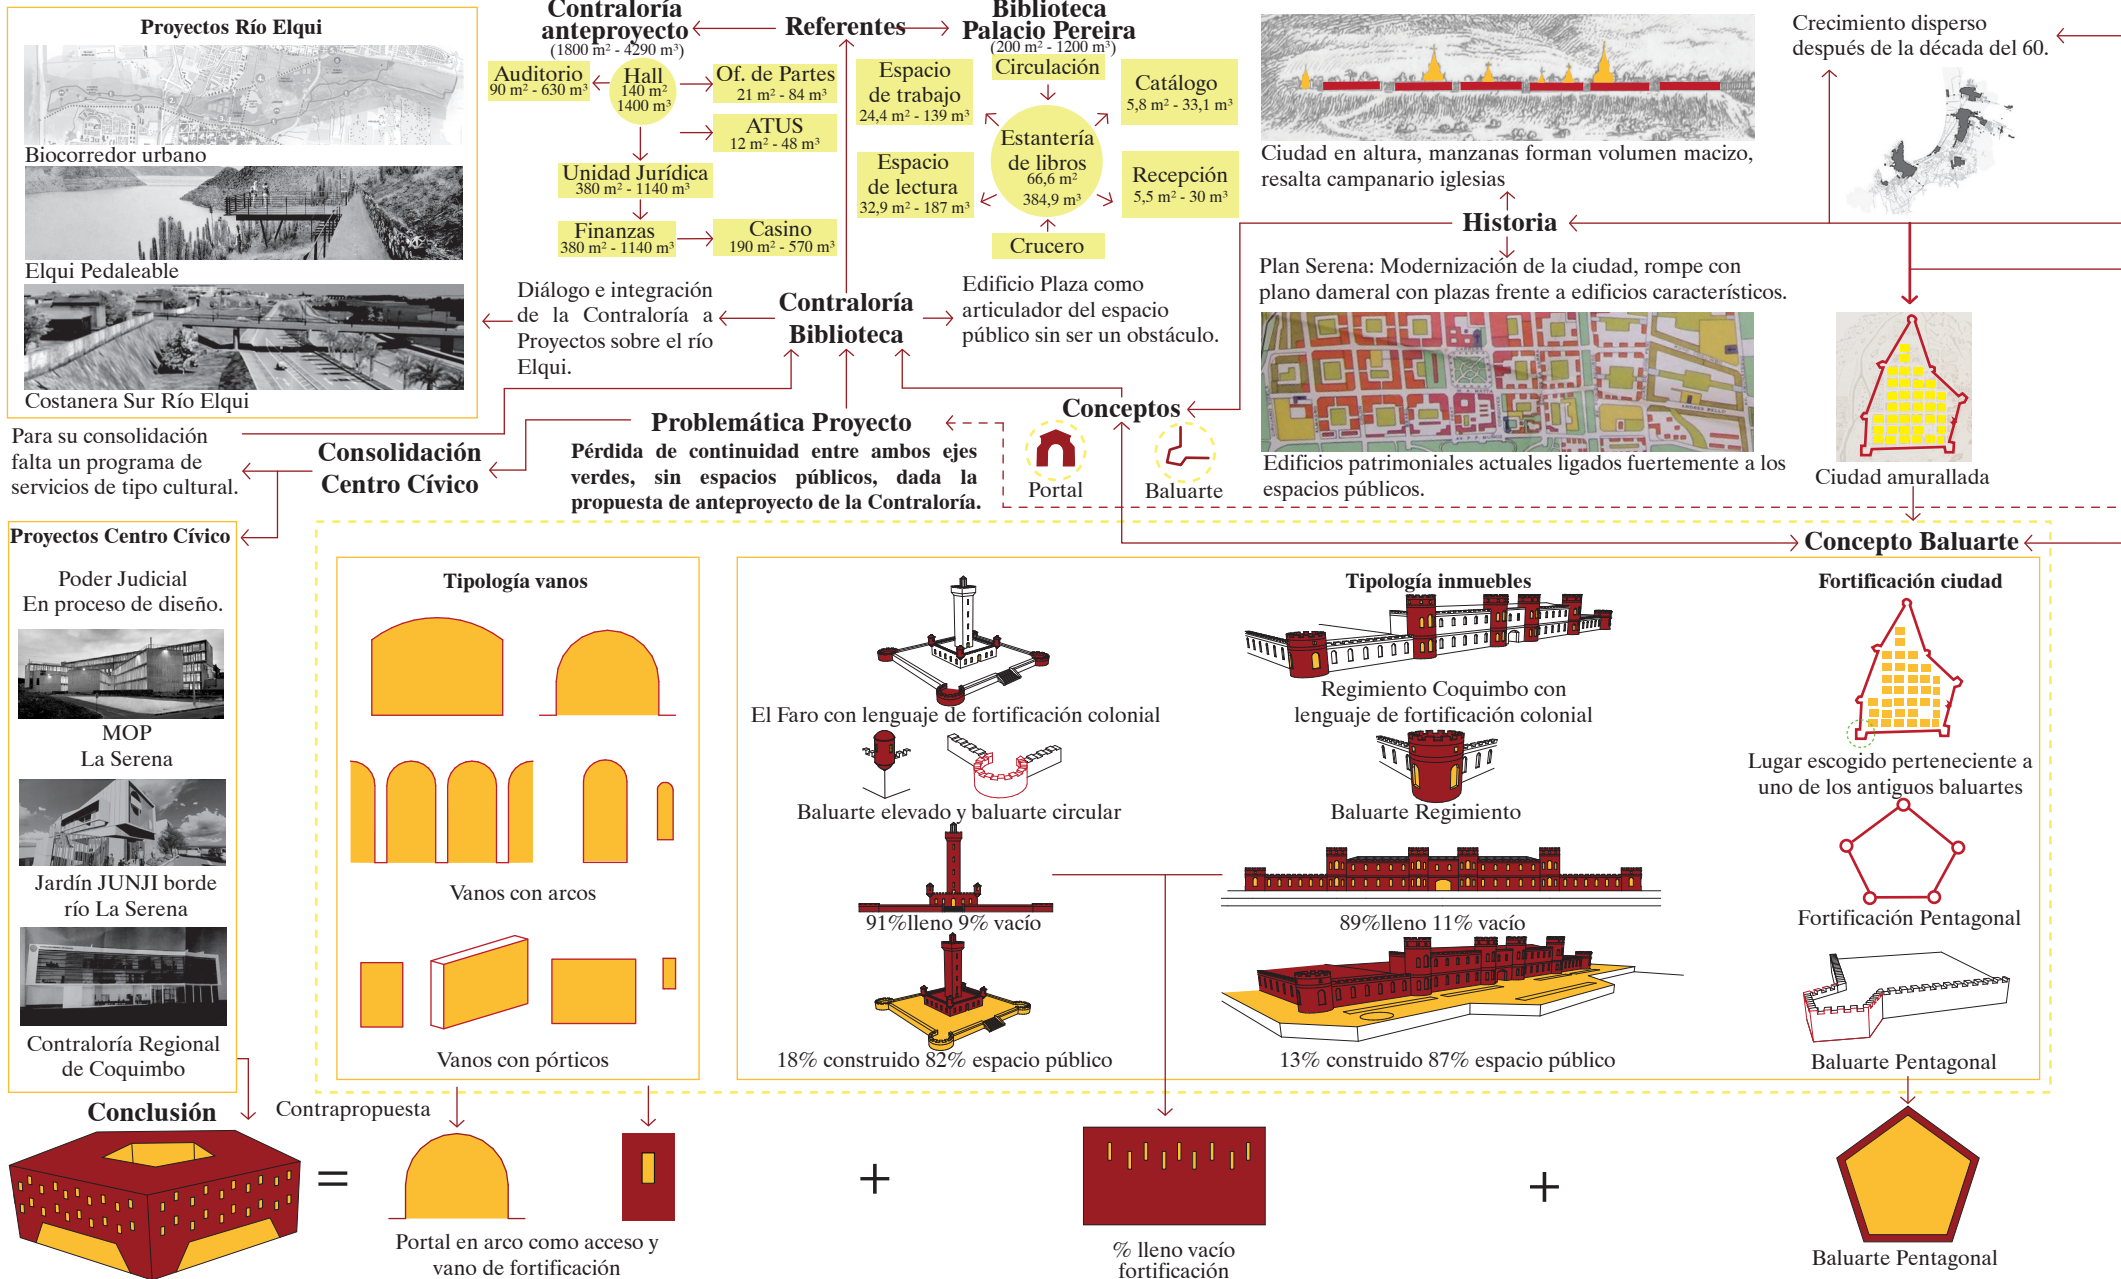 Proyectos Río Elqui
Biocorredor urbano
Elqui Pedaleable
Costanera Sur Río Elqui
Contraloría
anteproyecto
(1800 m² - 4290 m³)
Referentes
Biblioteca
Palacio Pereira
(200 m² - 1200 m³)
Auditorio
90 m² - 630 m³
Hall
140 m²
1400 m³
Of. de Partes
21 m² - 84 m³
ATUS
12 m² - 48 m³
Unidad Jurídica
380 m² - 1140 m³
Finanzas
380 m² - 1140 m³
Casino
190 m² - 570 m³
Circulación
Espacio
de trabajo
24,4 m² - 139 m³
Catálogo
5,8 m² - 33,1 m³
Estantería
de libros
66,6 m²
384,9 m³
Espacio
de lectura
32,9 m² - 187 m³
Recepción
5,5 m² - 30 m³
Crucero
Ciudad en altura, manzanas forman volumen macizo,
resalta campanario iglesias
Crecimiento disperso
después de la década del 60.
Historia
Plan Serena: Modernización de la ciudad, rompe con
plano dameral con plazas frente a edificios característicos.
ANDRES BELLO
Edificios patrimoniales actuales ligados fuertemente a los
espacios públicos.
Ciudad amurallada
Diálogo e integración
de la Contraloría a
Proyectos sobre el río
Elqui.
Contraloría
Biblioteca
Edificio Plaza como
articulador del espacio
público sin ser un obstáculo.
Conceptos
Portal
Baluarte
Problemática Proyecto
Pérdida de continuidad entre ambos ejes
verdes, sin espacios públicos, dada la
propuesta de anteproyecto de la Contraloría.
Consolidación
Centro Cívico
Para su consolidación
falta un programa de
servicios de tipo cultural.
Proyectos Centro Cívico
Poder Judicial
En proceso de diseño.
MOP
La Serena
Jardín JUNJI borde
río La Serena
Contraloría Regional
de Coquimbo
Concepto Baluarte
Tipología vanos
Vanos con arcos
Vanos con pórticos
Tipología inmuebles
El Faro con lenguaje de fortificación colonial
Regimiento Coquimbo con
lenguaje de fortificación colonial
Baluarte elevado y baluarte circular
Baluarte Regimiento
91%lleno 9% vacío
89%lleno 11% vacío
18% construido 82% espacio público
13% construido 87% espacio público
Fortificación ciudad
Lugar escogido perteneciente a
uno de los antiguos baluartes
Fortificación Pentagonal
Baluarte Pentagonal
Conclusión
Contrapropuesta
=
+
+
Portal en arco como acceso y
vano de fortificación
% lleno vacío
fortificación
Baluarte Pentagonal